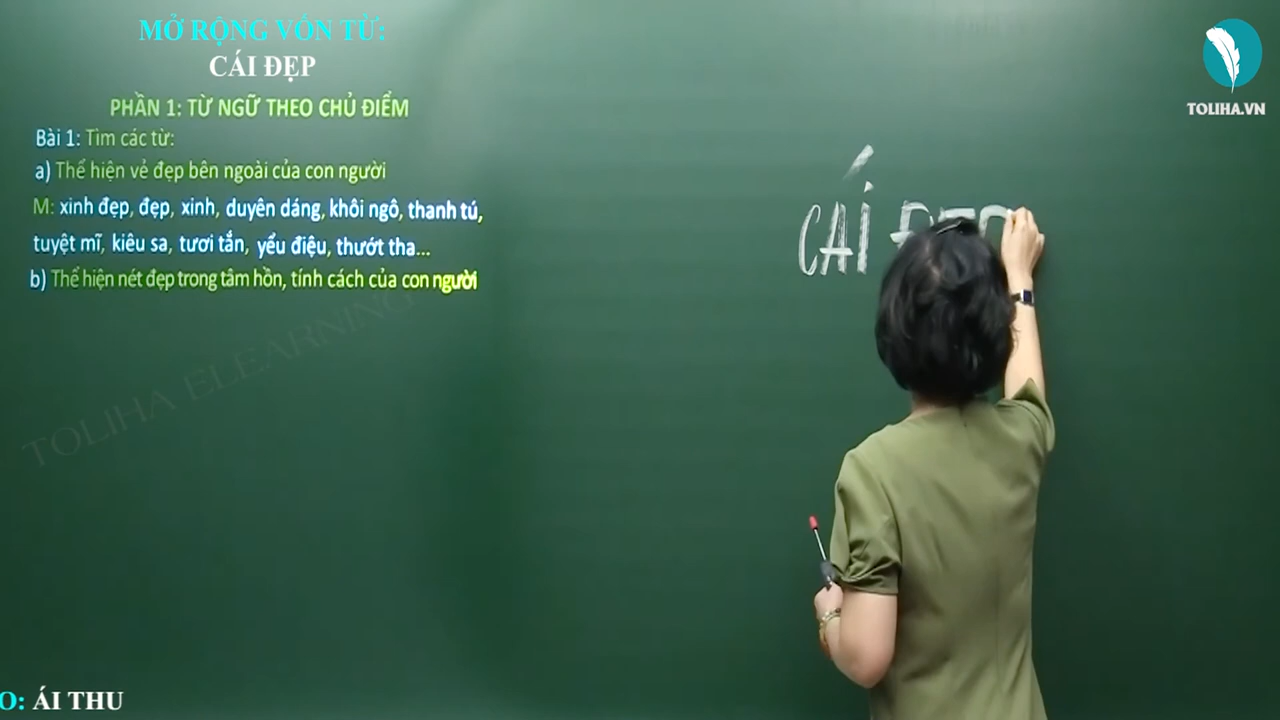 MỞ RỘNG VỐN TỪ:
CÁI ĐẸP
PHẦN 1: TỪ NGỮ THEO CHỦ ĐIỂM
Bài 1: Tìm các từ:
a) Thể hiện vẻ đẹp bên ngoài của con người
M: xinh đẹp, đẹp, xinh, duyên dáng, khôi ngô, thanh tú,
tuyệt mĩ, kiêu sa, tươi tắn, yểu điệu, thướt tha...
b) Thể hiện nét đẹp trong tâm hồn, tính cách của con người
TOLIHA ELEARNING
TOLIHA.VN
CÁI
O: ÁI THU